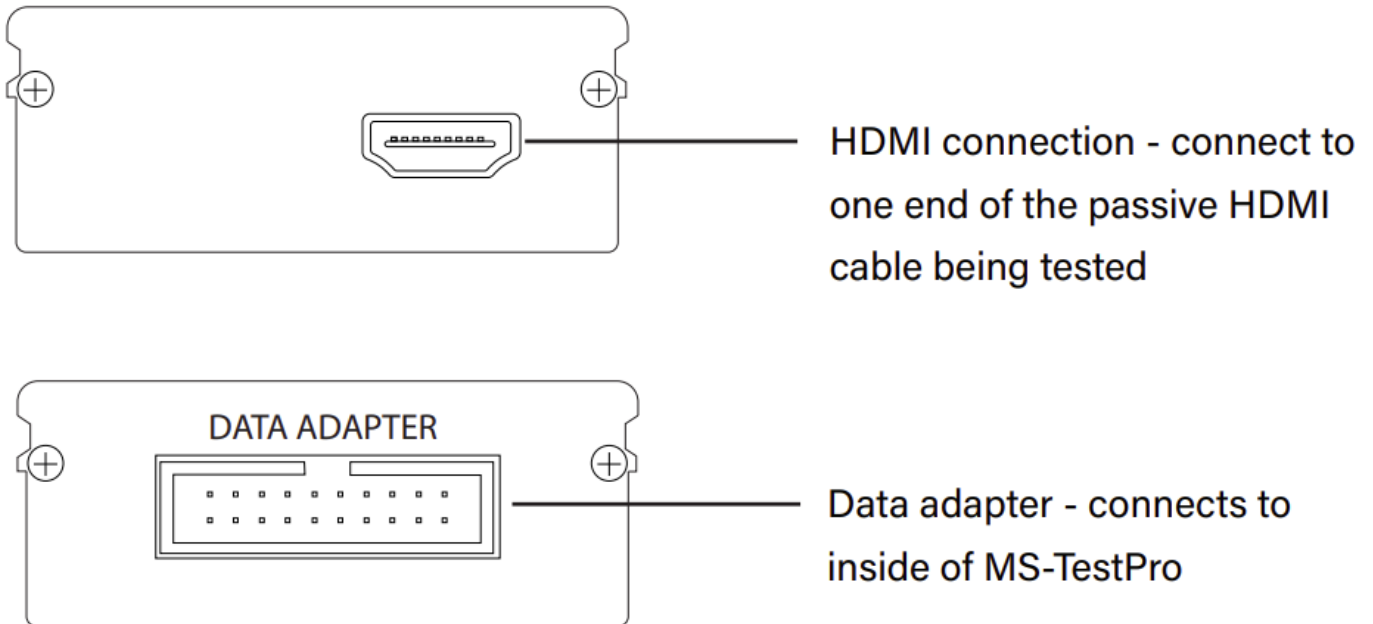 HDMI connection - connect to
one end of the passive HDMI
cable being tested
DATA ADAPTER
Data adapter - connects to
inside of MS-TestPro